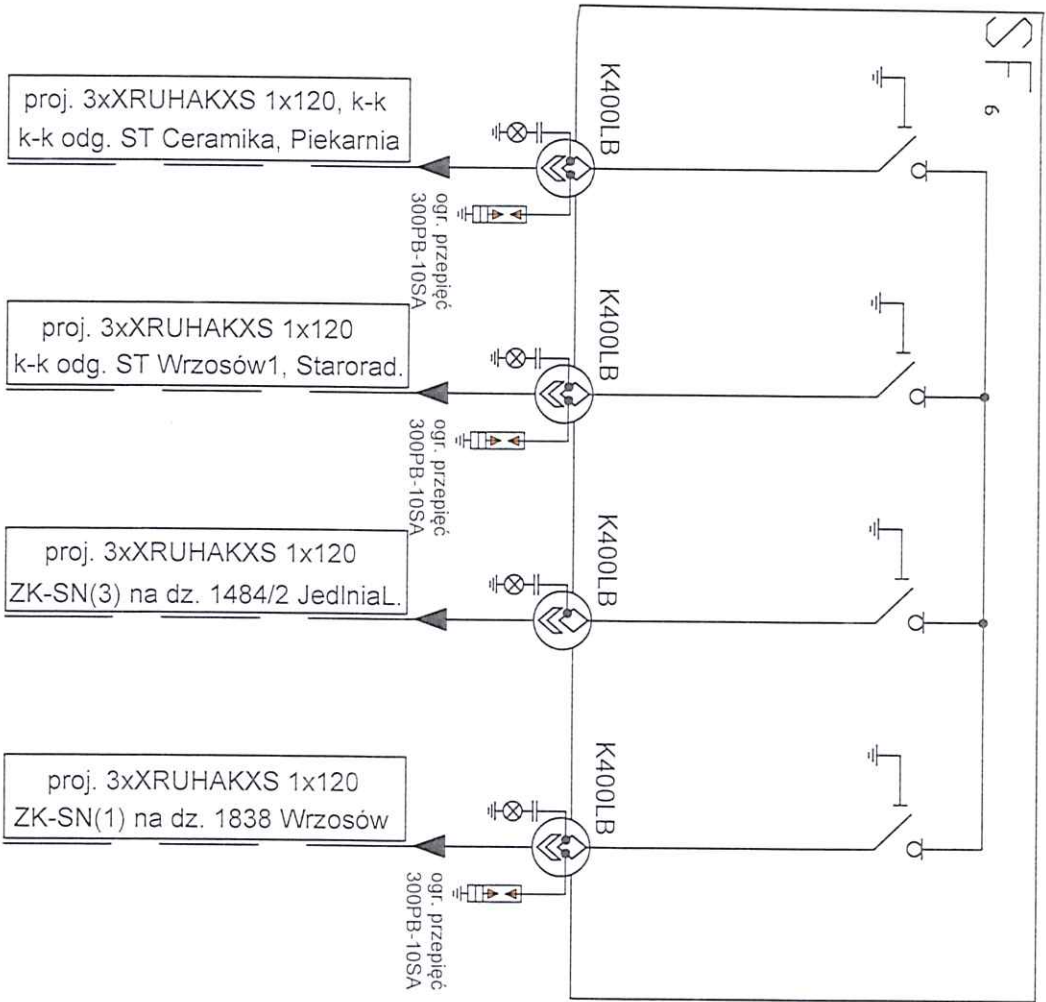 SF 6
K400LB
proj. 3xXRUHAKXS 1x120, k-k
k-k odg. ST Ceramika, Piekarnia
ogr. przepięć
300PB-10SA
K400LB
proj. 3xXRUHAKXS 1x120
k-k odg. ST Wrzosów1, Starorad.
ogr. przepięć
300PB-10SA
K400LB
proj. 3xXRUHAKXS 1x120
ZK-SN(3) na dz. 1484/2 JedlniaL.
K400LB
proj. 3xXRUHAKXS 1x120
ZK-SN(1) na dz. 1838 Wrzosów
ogr. przepięć
300PB-10SA